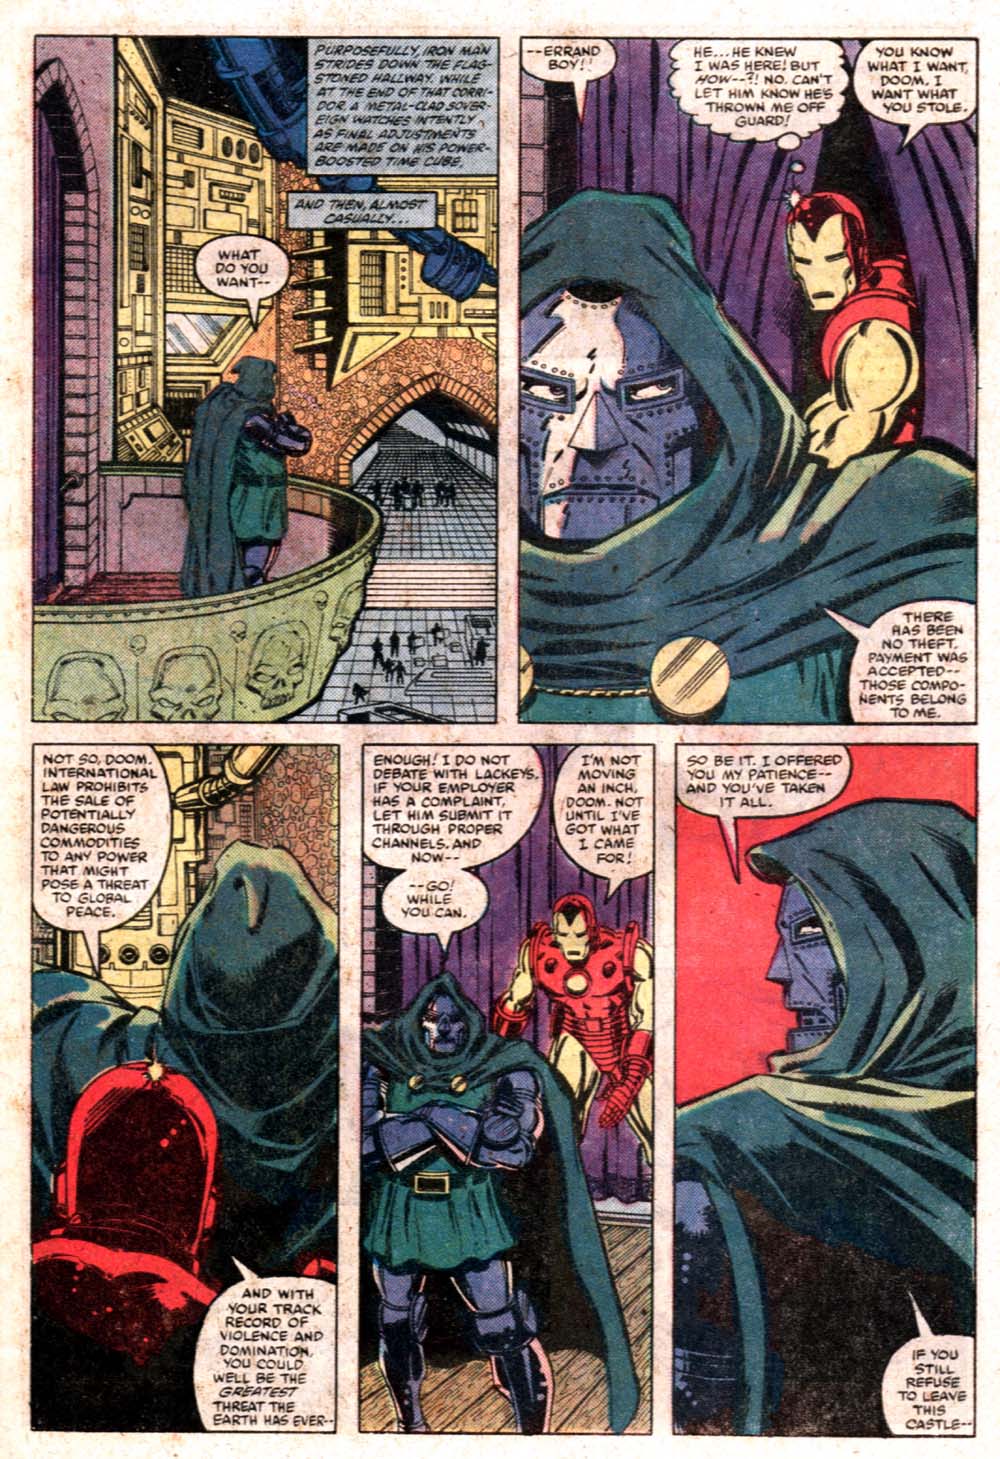 PURPOSEFULLY, IRON MAN
STRIDES DOWN THE FLAG-
STONED HALLWAY. WHILE
AT THE END OF THAT CORRI-
DOR, A METAL-CLAD SOVER-
EIGN WATCHES INTENTLY
AS FINAL ADJUSTMENTS
ARE MADE ON HIS POWER-
BOOSTED TIME CUBE.
AND THEN, ALMOST
CASUALLY...
WHAT
DO YOU
WANT--
--ERRAND
BOY!
HE...HE KNEW
I WAS HERE! BUT
HOW--?! NO. CAN'T
LET HIM KNOW HE'S
THROWN ME OFF
GUARD!
YOU KNOW
WHAT I WANT,
DOOM. I
WANT WHAT
YOU STOLE.
THERE
HAS BEEN
NO THEFT.
PAYMENT WAS
ACCEPTED--
THOSE COMPO-
NENTS BELONG
TO ME.
NOT SO, DOOM.
INTERNATIONAL
LAW PROHIBITS
THE SALE OF
POTENTIALLY
DANGEROUS
COMMODITIES
TO ANY POWER
THAT MIGHT
POSE A THREAT
TO GLOBAL
PEACE.
AND WITH
YOUR TRACK
RECORD OF
VIOLENCE AND
DOMINATION,
YOU COULD
WELL BE THE
GREATEST
THREAT THE
EARTH HAS EVER--
ENOUGH! I DO NOT
DEBATE WITH LACKEYS.
IF YOUR EMPLOYER
HAS A COMPLAINT,
LET HIM SUBMIT IT
THROUGH PROPER
CHANNELS. AND
NOW--
--GO!
WHILE
YOU CAN.
I'M NOT
MOVING
AN INCH,
DOOM. NOT
UNTIL I'VE
GOT WHAT
I CAME
FOR!
SO BE IT. I OFFERED
YOU MY PATIENCE--
AND YOU'VE TAKEN
IT ALL.
IF YOU
STILL
REFUSE
TO LEAVE
THIS
CASTLE--